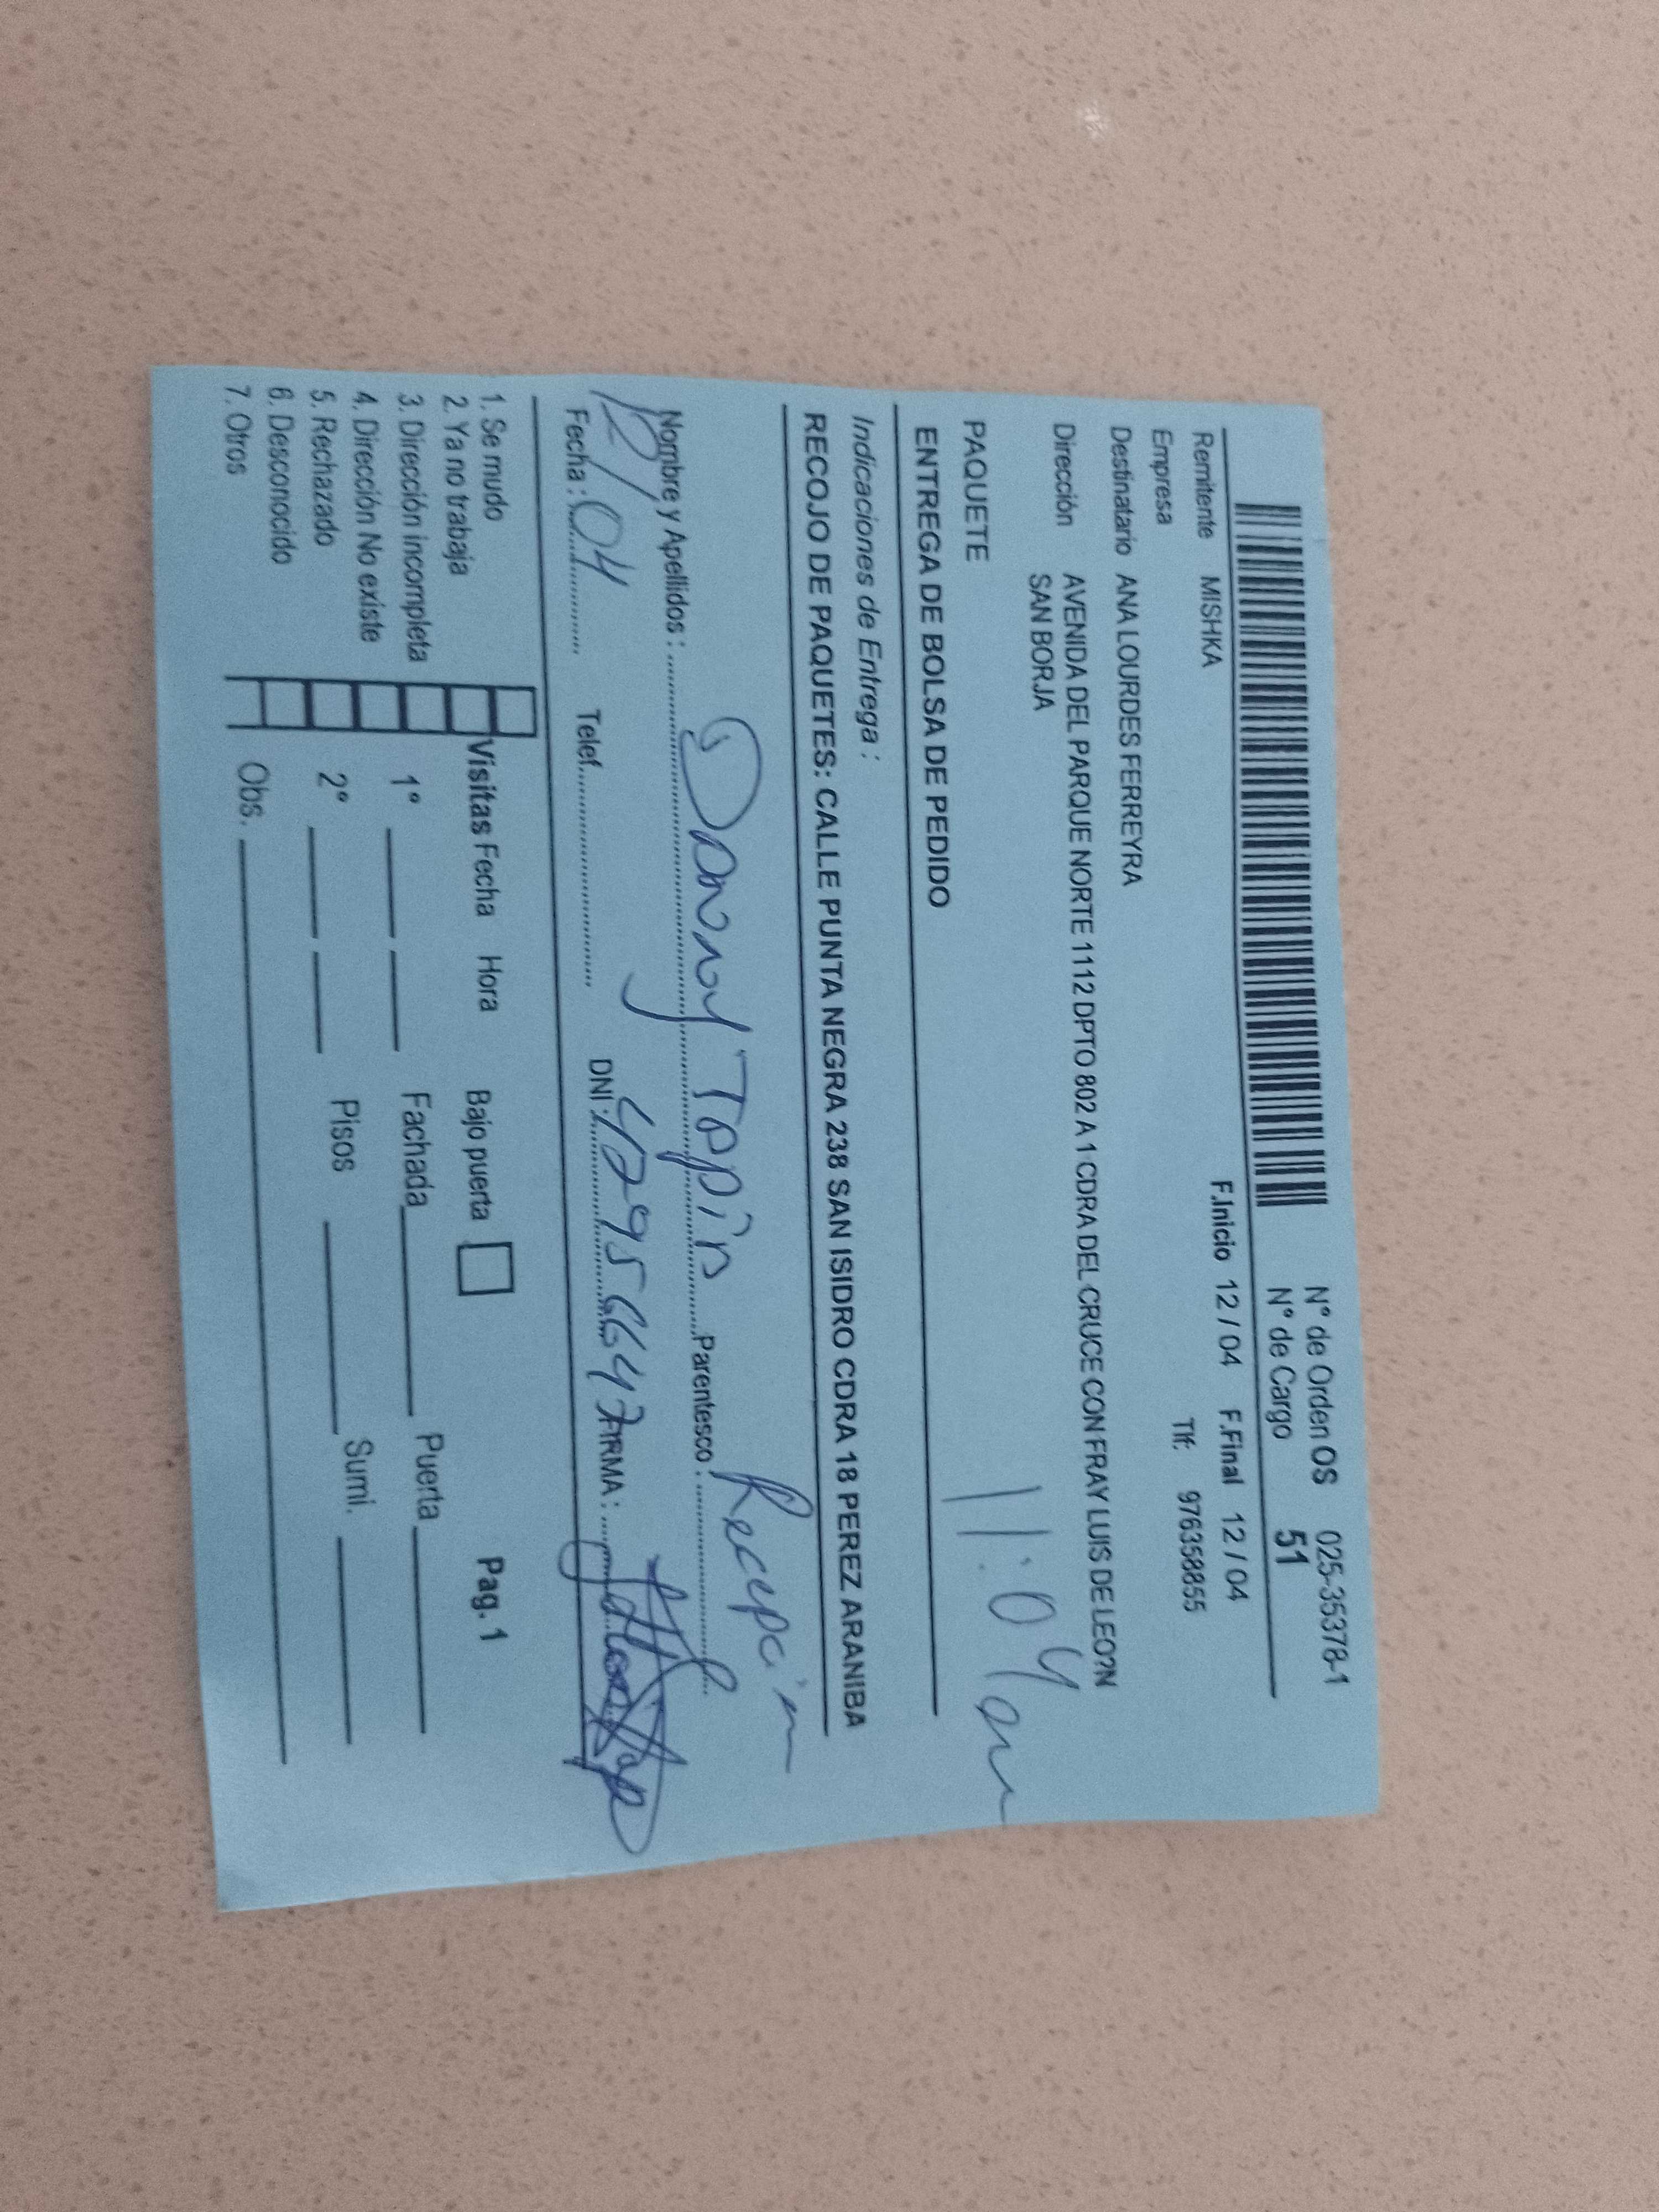 N° de Orden OS 025-35378-1
N° de Cargo 51
F.Inicio 12 / 04 F.Final 12 / 04
Remitente MISHKA
Empresa Tlf: 976358855
Destinatario ANA LOURDES FERREYRA
Dirección AVENIDA DEL PARQUE NORTE 1112 DPTO 802 A 1 CDRA DEL CRUCE CON FRAY LUIS DE LEO?N
SAN BORJA
PAQUETE 11:04 am
ENTREGA DE BOLSA DE PEDIDO
Indicaciones de Entrega :
RECOJO DE PAQUETES: CALLE PUNTA NEGRA 238 SAN ISIDRO CDRA 18 PEREZ ARANIBA
Nombre y Apellidos : Danny Tapin Parentesco : Recepción
Fecha : 12/04 Telef. DNI : 42956647 FIRMA :
1. Se mudo
2. Ya no trabaja
3. Dirección incompleta
4. Dirección No existe
5. Rechazado
6. Desconocido
7. Otros
Visitas Fecha Hora Bajo puerta Pag. 1
1° Fachada Puerta
2° Pisos Sumi.
Obs.